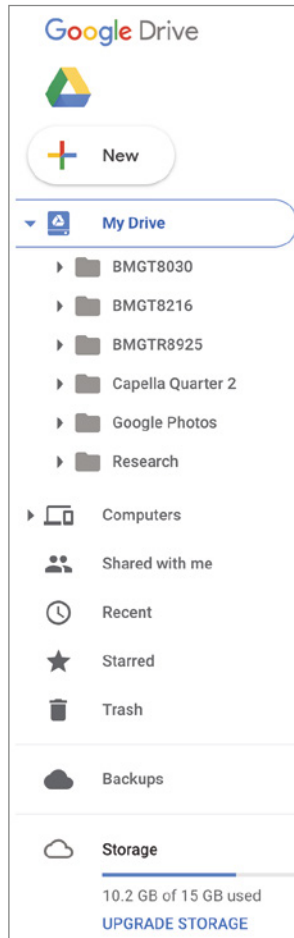 Google Drive
New
My Drive
BMGT8030
BMGT8216
BMGTR8925
Capella Quarter 2
Google Photos
Research
Computers
Shared with me
Recent
Starred
Trash
Backups
Storage
10.2 GB of 15 GB used
UPGRADE STORAGE